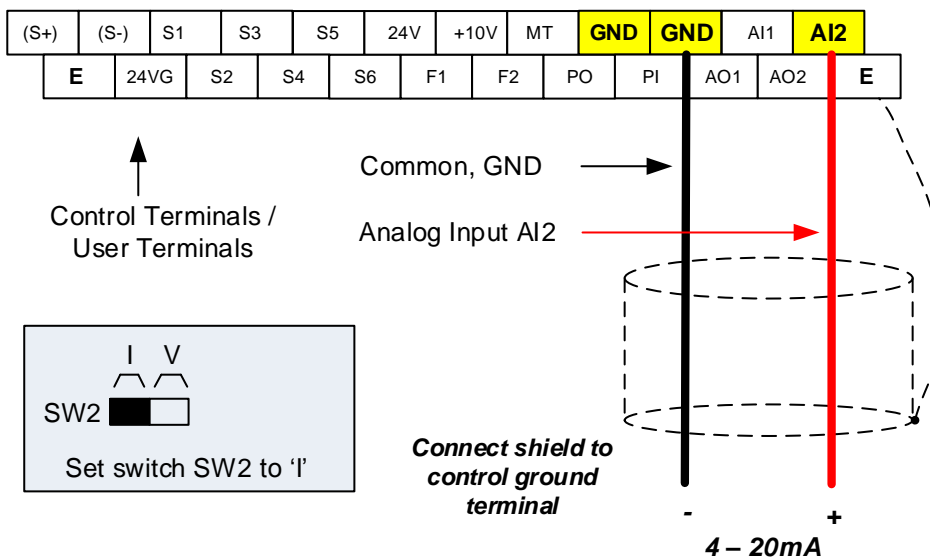 (S+) (S-) S1 S3 S5 24V +10V MT GND GND AI1 AI2
E 24VG S2 S4 S6 F1 F2 PO PI AO1 AO2 E
Common, GND
Control Terminals /
User Terminals
Analog Input AI2
I V
SW2
Set switch SW2 to ‘I’
Connect shield to
control ground
terminal
- +
4 – 20mA